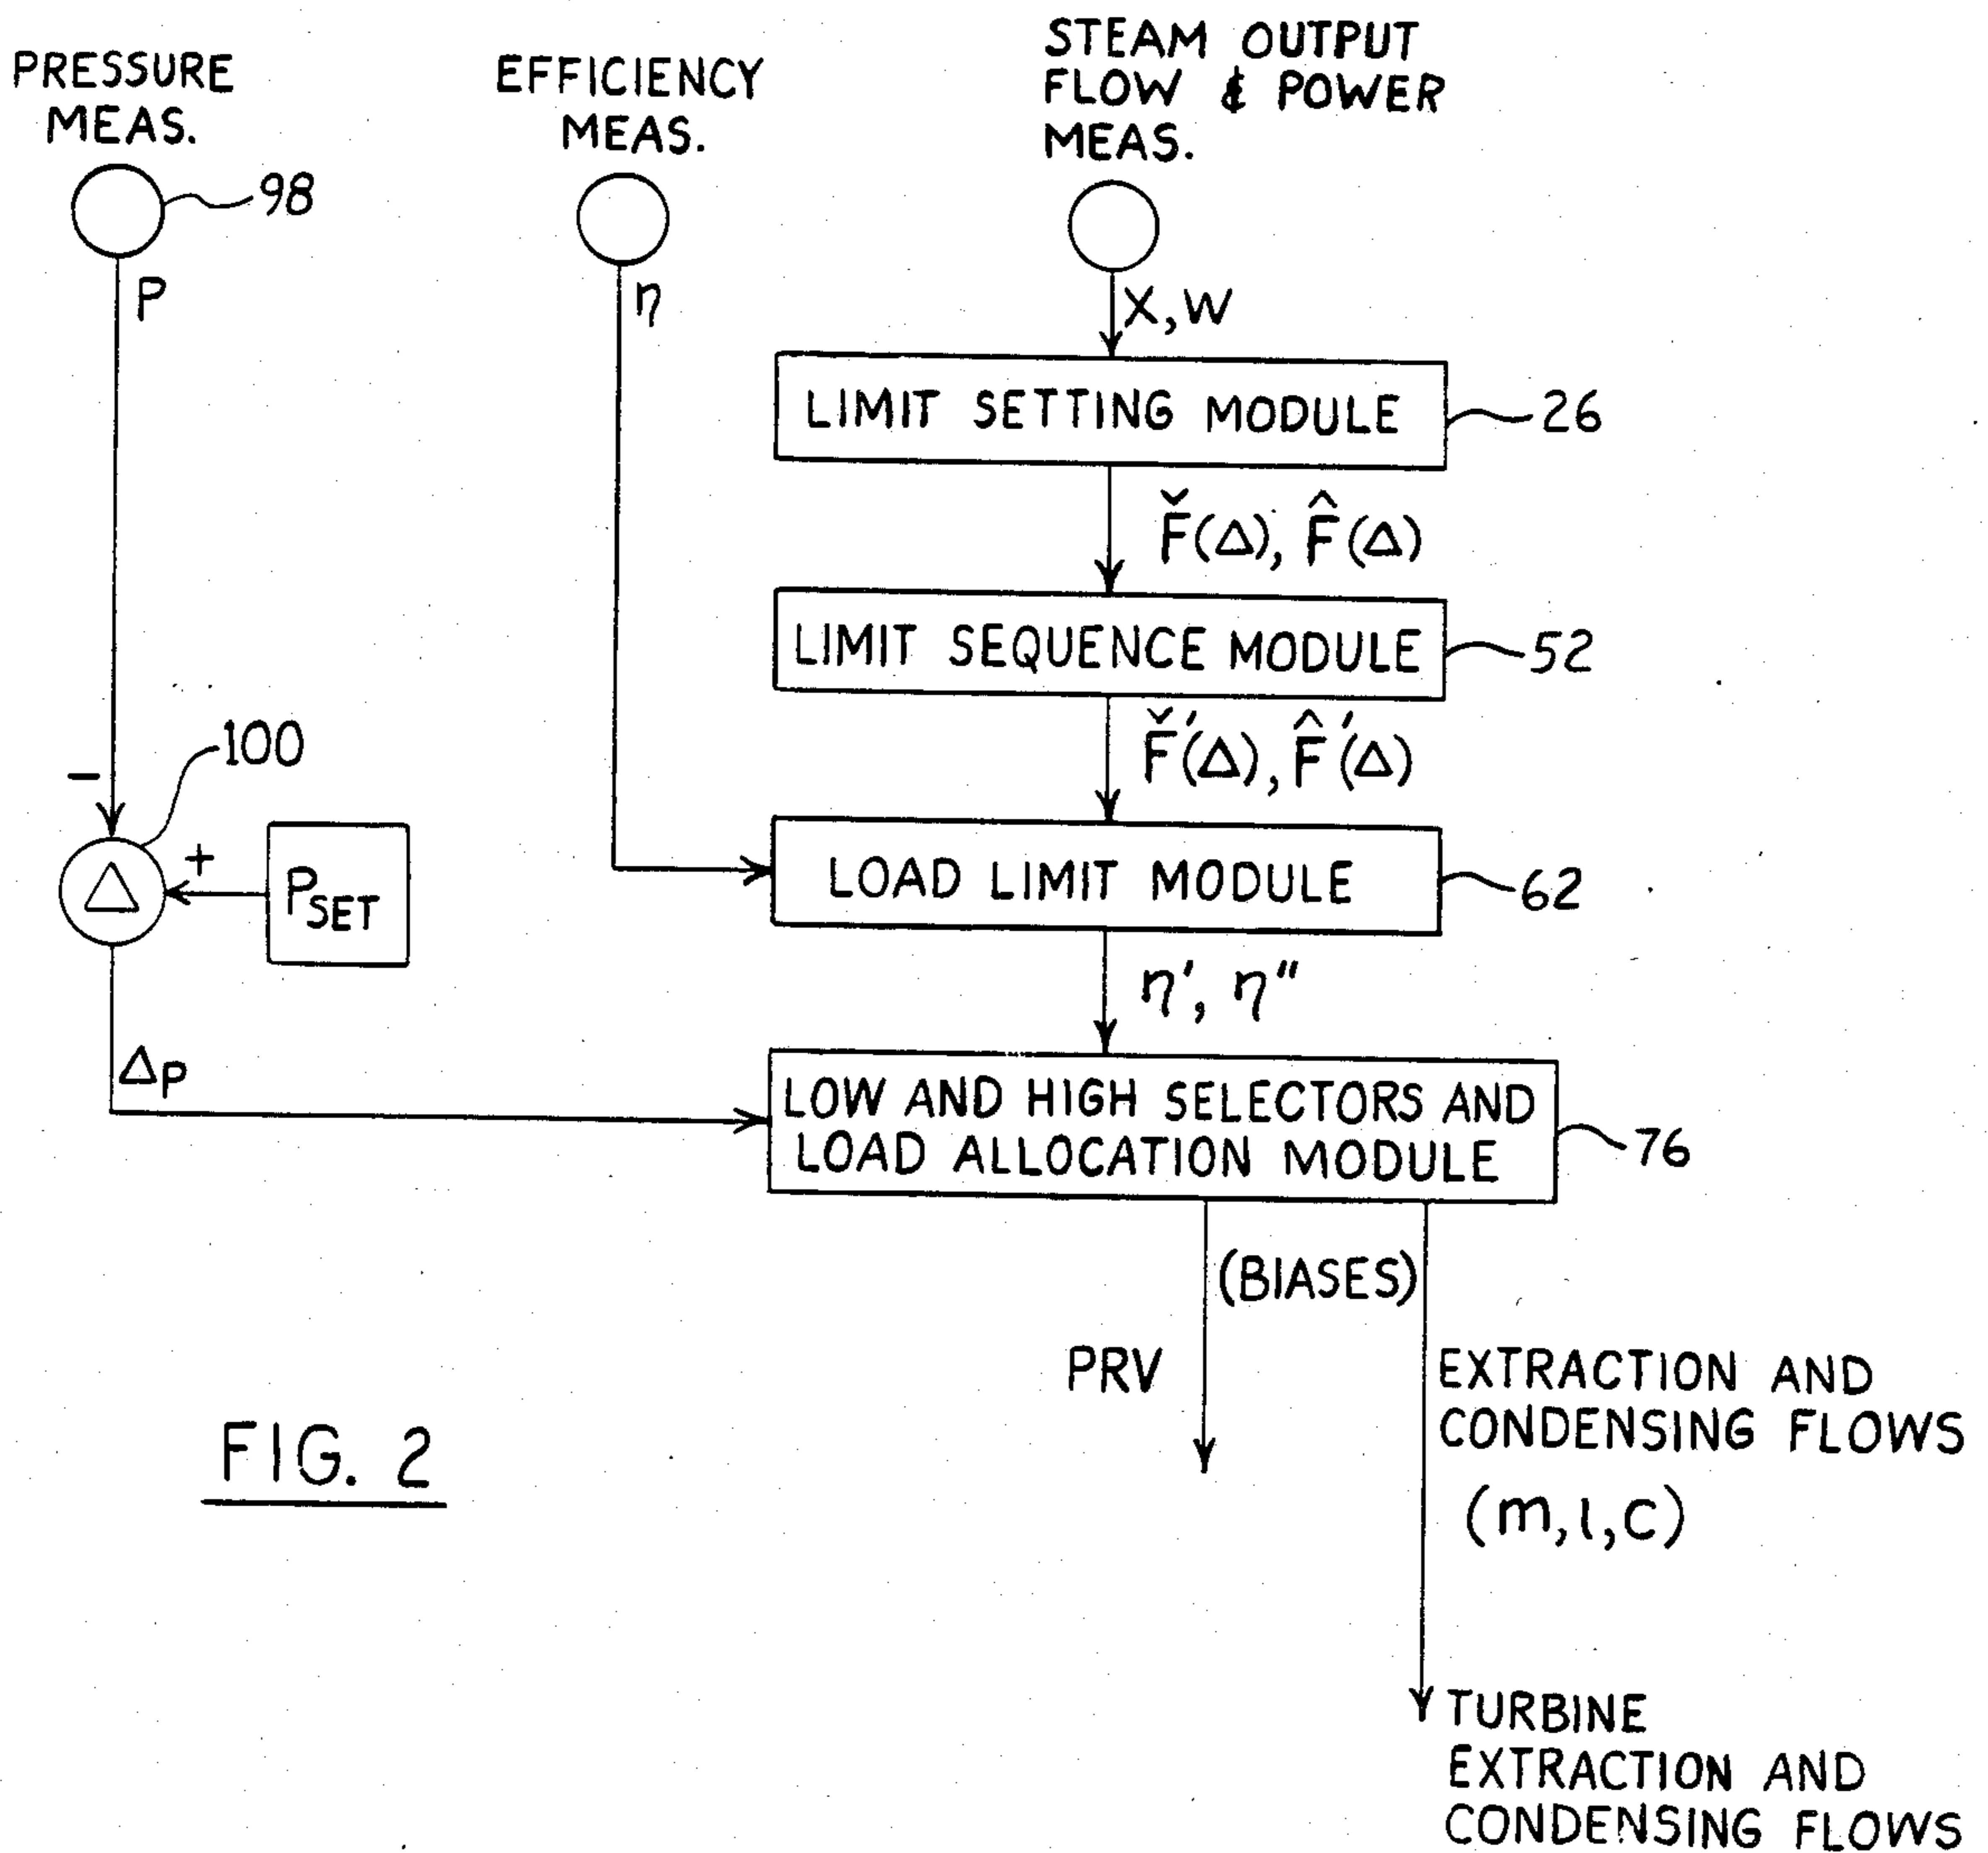 PRESSURE
MEAS.
98
P
EFFICIENCY
MEAS.
η
STEAM OUTPUT
FLOW & POWER
MEAS.
X, W
LIMIT SETTING MODULE
26
F̌(Δ), F̂(Δ)
LIMIT SEQUENCE MODULE
52
F̌'(Δ), F̂'(Δ)
100
−
+
Δ
PSET
LOAD LIMIT MODULE
62
η', η"
ΔP
LOW AND HIGH SELECTORS AND
LOAD ALLOCATION MODULE
76
(BIASES)
PRV
EXTRACTION AND
CONDENSING FLOWS
(m, l, c)
FIG. 2
TURBINE
EXTRACTION AND
CONDENSING FLOWS